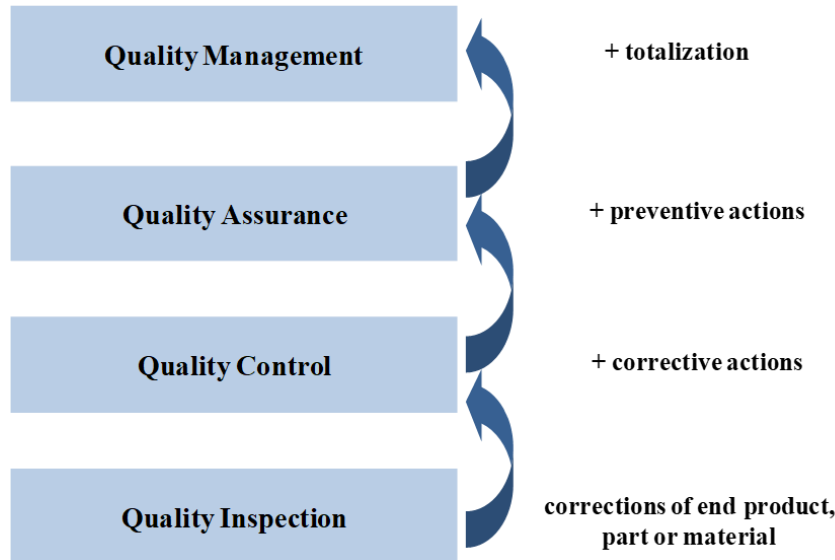 Quality Management
+ totalization
Quality Assurance
+ preventive actions
Quality Control
+ corrective actions
Quality Inspection
corrections of end product,
part or material